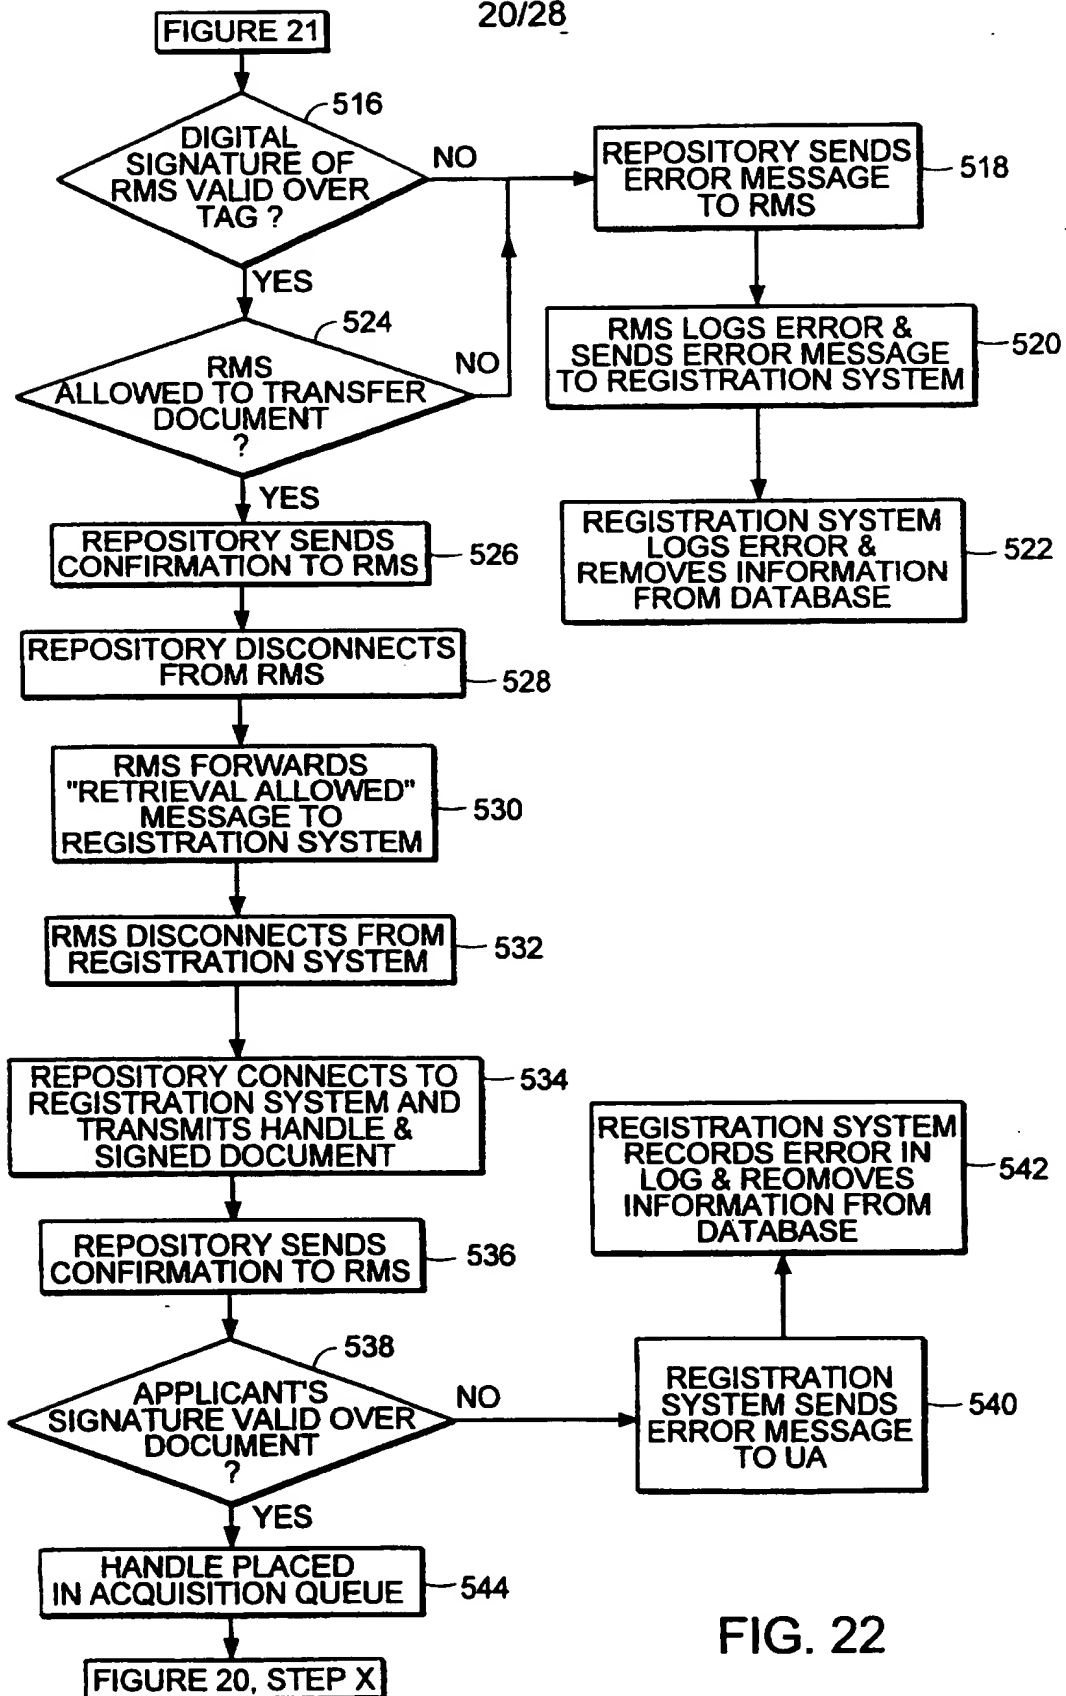 20/28
FIGURE 21
516
DIGITAL
SIGNATURE OF
RMS VALID OVER
TAG ?
NO
YES
REPOSITORY SENDS
ERROR MESSAGE
TO RMS
518
524
RMS
ALLOWED TO TRANSFER
DOCUMENT
?
NO
YES
RMS LOGS ERROR &
SENDS ERROR MESSAGE
TO REGISTRATION SYSTEM
520
REGISTRATION SYSTEM
LOGS ERROR &
REMOVES INFORMATION
FROM DATABASE
522
REPOSITORY SENDS
CONFIRMATION TO RMS
526
REPOSITORY DISCONNECTS
FROM RMS
528
RMS FORWARDS
"RETRIEVAL ALLOWED"
MESSAGE TO
REGISTRATION SYSTEM
530
RMS DISCONNECTS FROM
REGISTRATION SYSTEM
532
REPOSITORY CONNECTS TO
REGISTRATION SYSTEM AND
TRANSMITS HANDLE &
SIGNED DOCUMENT
534
REPOSITORY SENDS
CONFIRMATION TO RMS
536
538
APPLICANT'S
SIGNATURE VALID OVER
DOCUMENT
?
NO
YES
REGISTRATION
SYSTEM SENDS
ERROR MESSAGE
TO UA
540
REGISTRATION SYSTEM
RECORDS ERROR IN
LOG & REOMOVES
INFORMATION FROM
DATABASE
542
HANDLE PLACED
IN ACQUISITION QUEUE
544
FIGURE 20, STEP X
FIG. 22